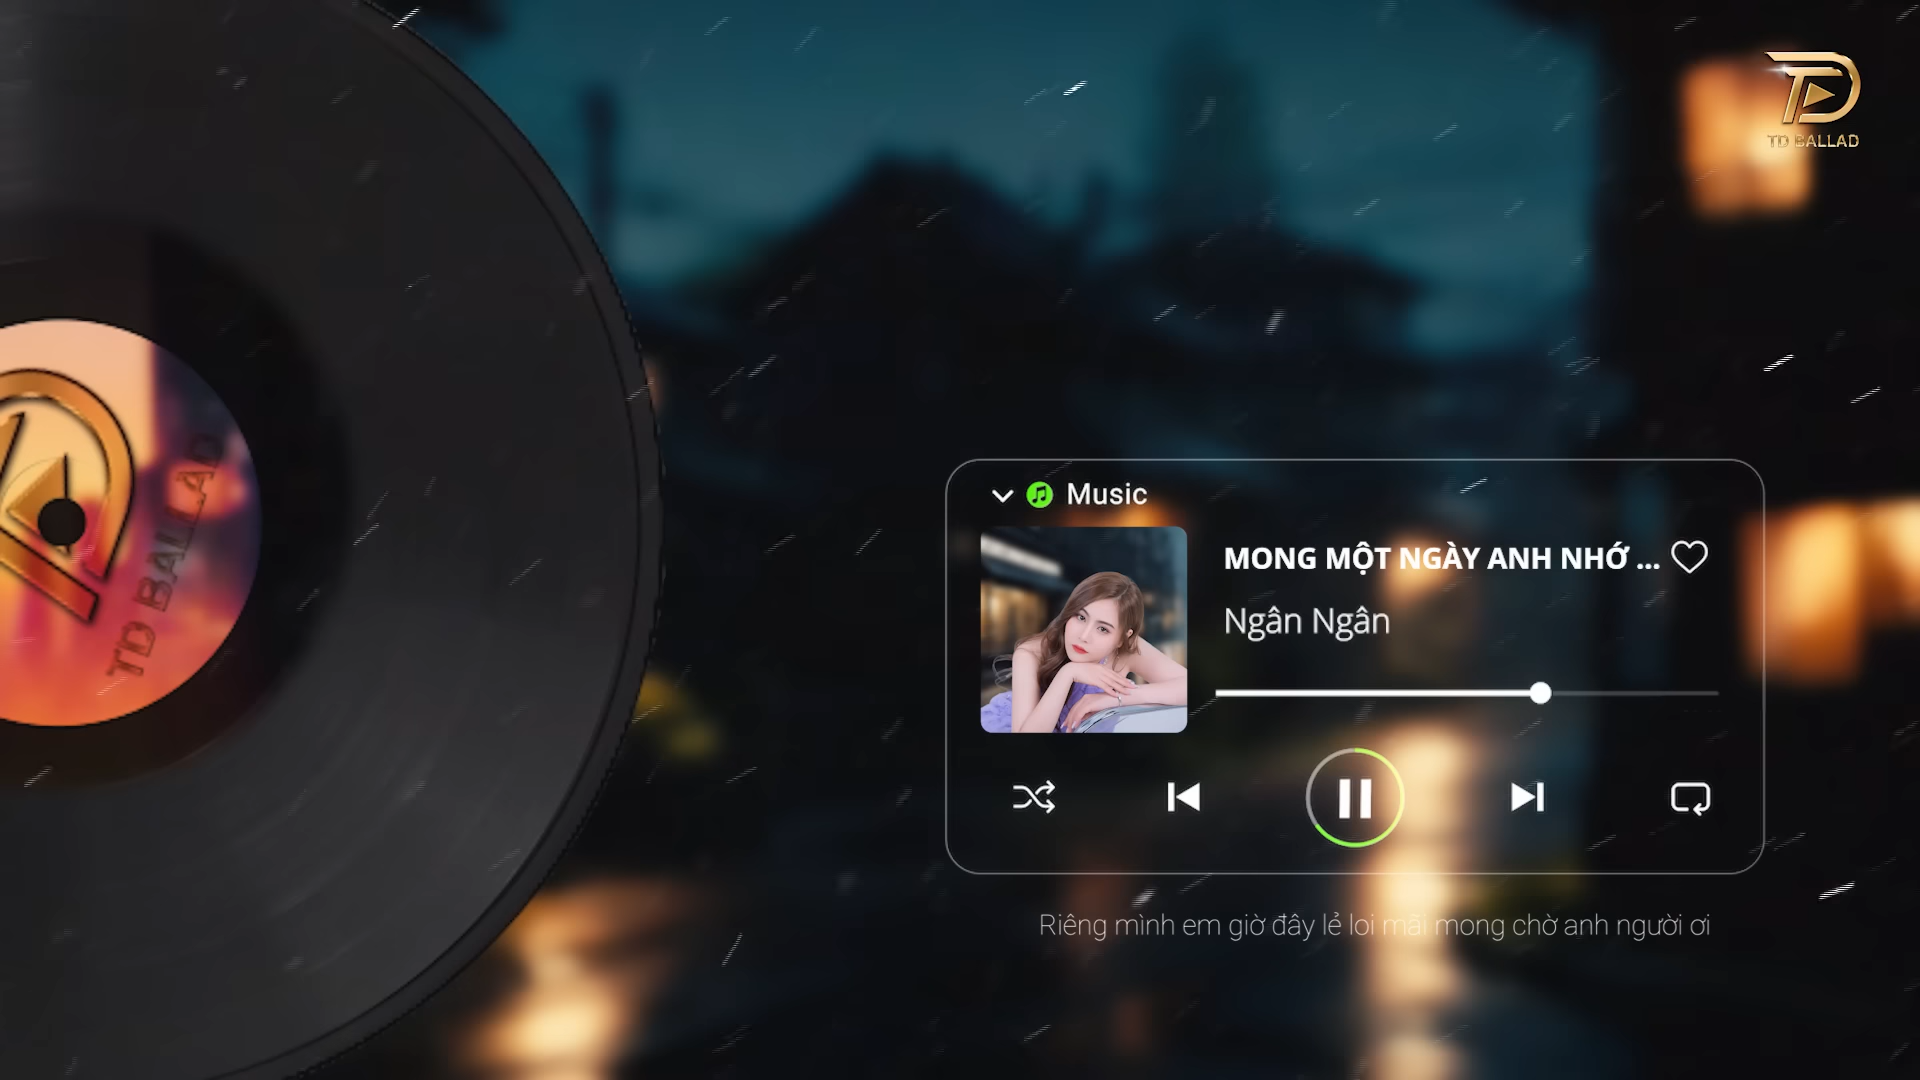 TD BALLAD
TD BALLAD
Music
MONG MỘT NGÀY ANH NHỚ ...
Ngân Ngân
Riêng mình em giờ đây lẻ loi mãi mong chờ anh người ơi